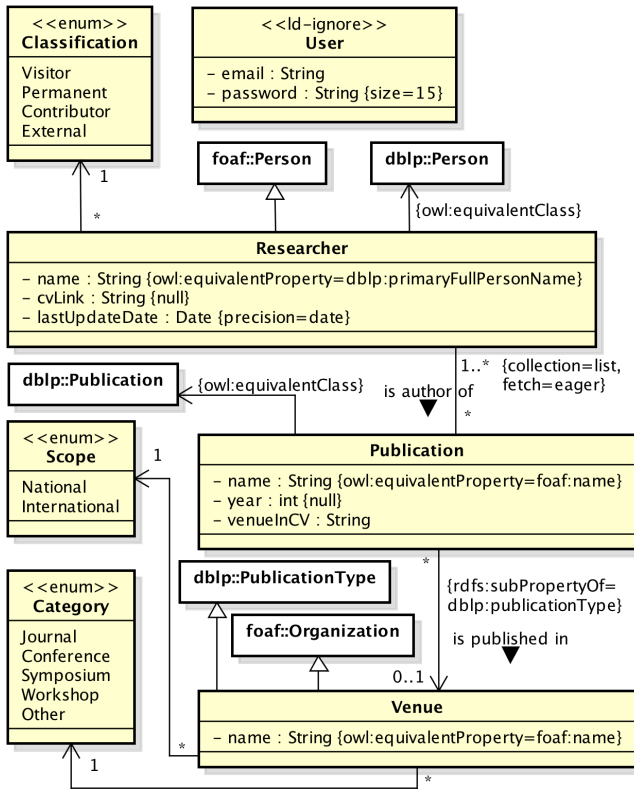 <<enum>>
Classification
Visitor
Permanent
Contributor
External
<<ld-ignore>>
User
- email : String
- password : String {size=15}
foaf::Person
dblp::Person
1
*
{owl:equivalentClass}
Researcher
- name : String {owl:equivalentProperty=dblp:primaryFullPersonName}
- cvLink : String {null}
- lastUpdateDate : Date {precision=date}
1..* {collection=list,
fetch=eager}
is author of
*
dblp::Publication
{owl:equivalentClass}
<<enum>>
Scope
National
International
1
Publication
- name : String {owl:equivalentProperty=foaf:name}
- year : int {null}
- venueInCV : String
*
{rdfs:subPropertyOf=
dblp:publicationType}
is published in
0..1
dblp::PublicationType
foaf::Organization
<<enum>>
Category
Journal
Conference
Symposium
Workshop
Other
Venue
- name : String {owl:equivalentProperty=foaf:name}
*
1
*